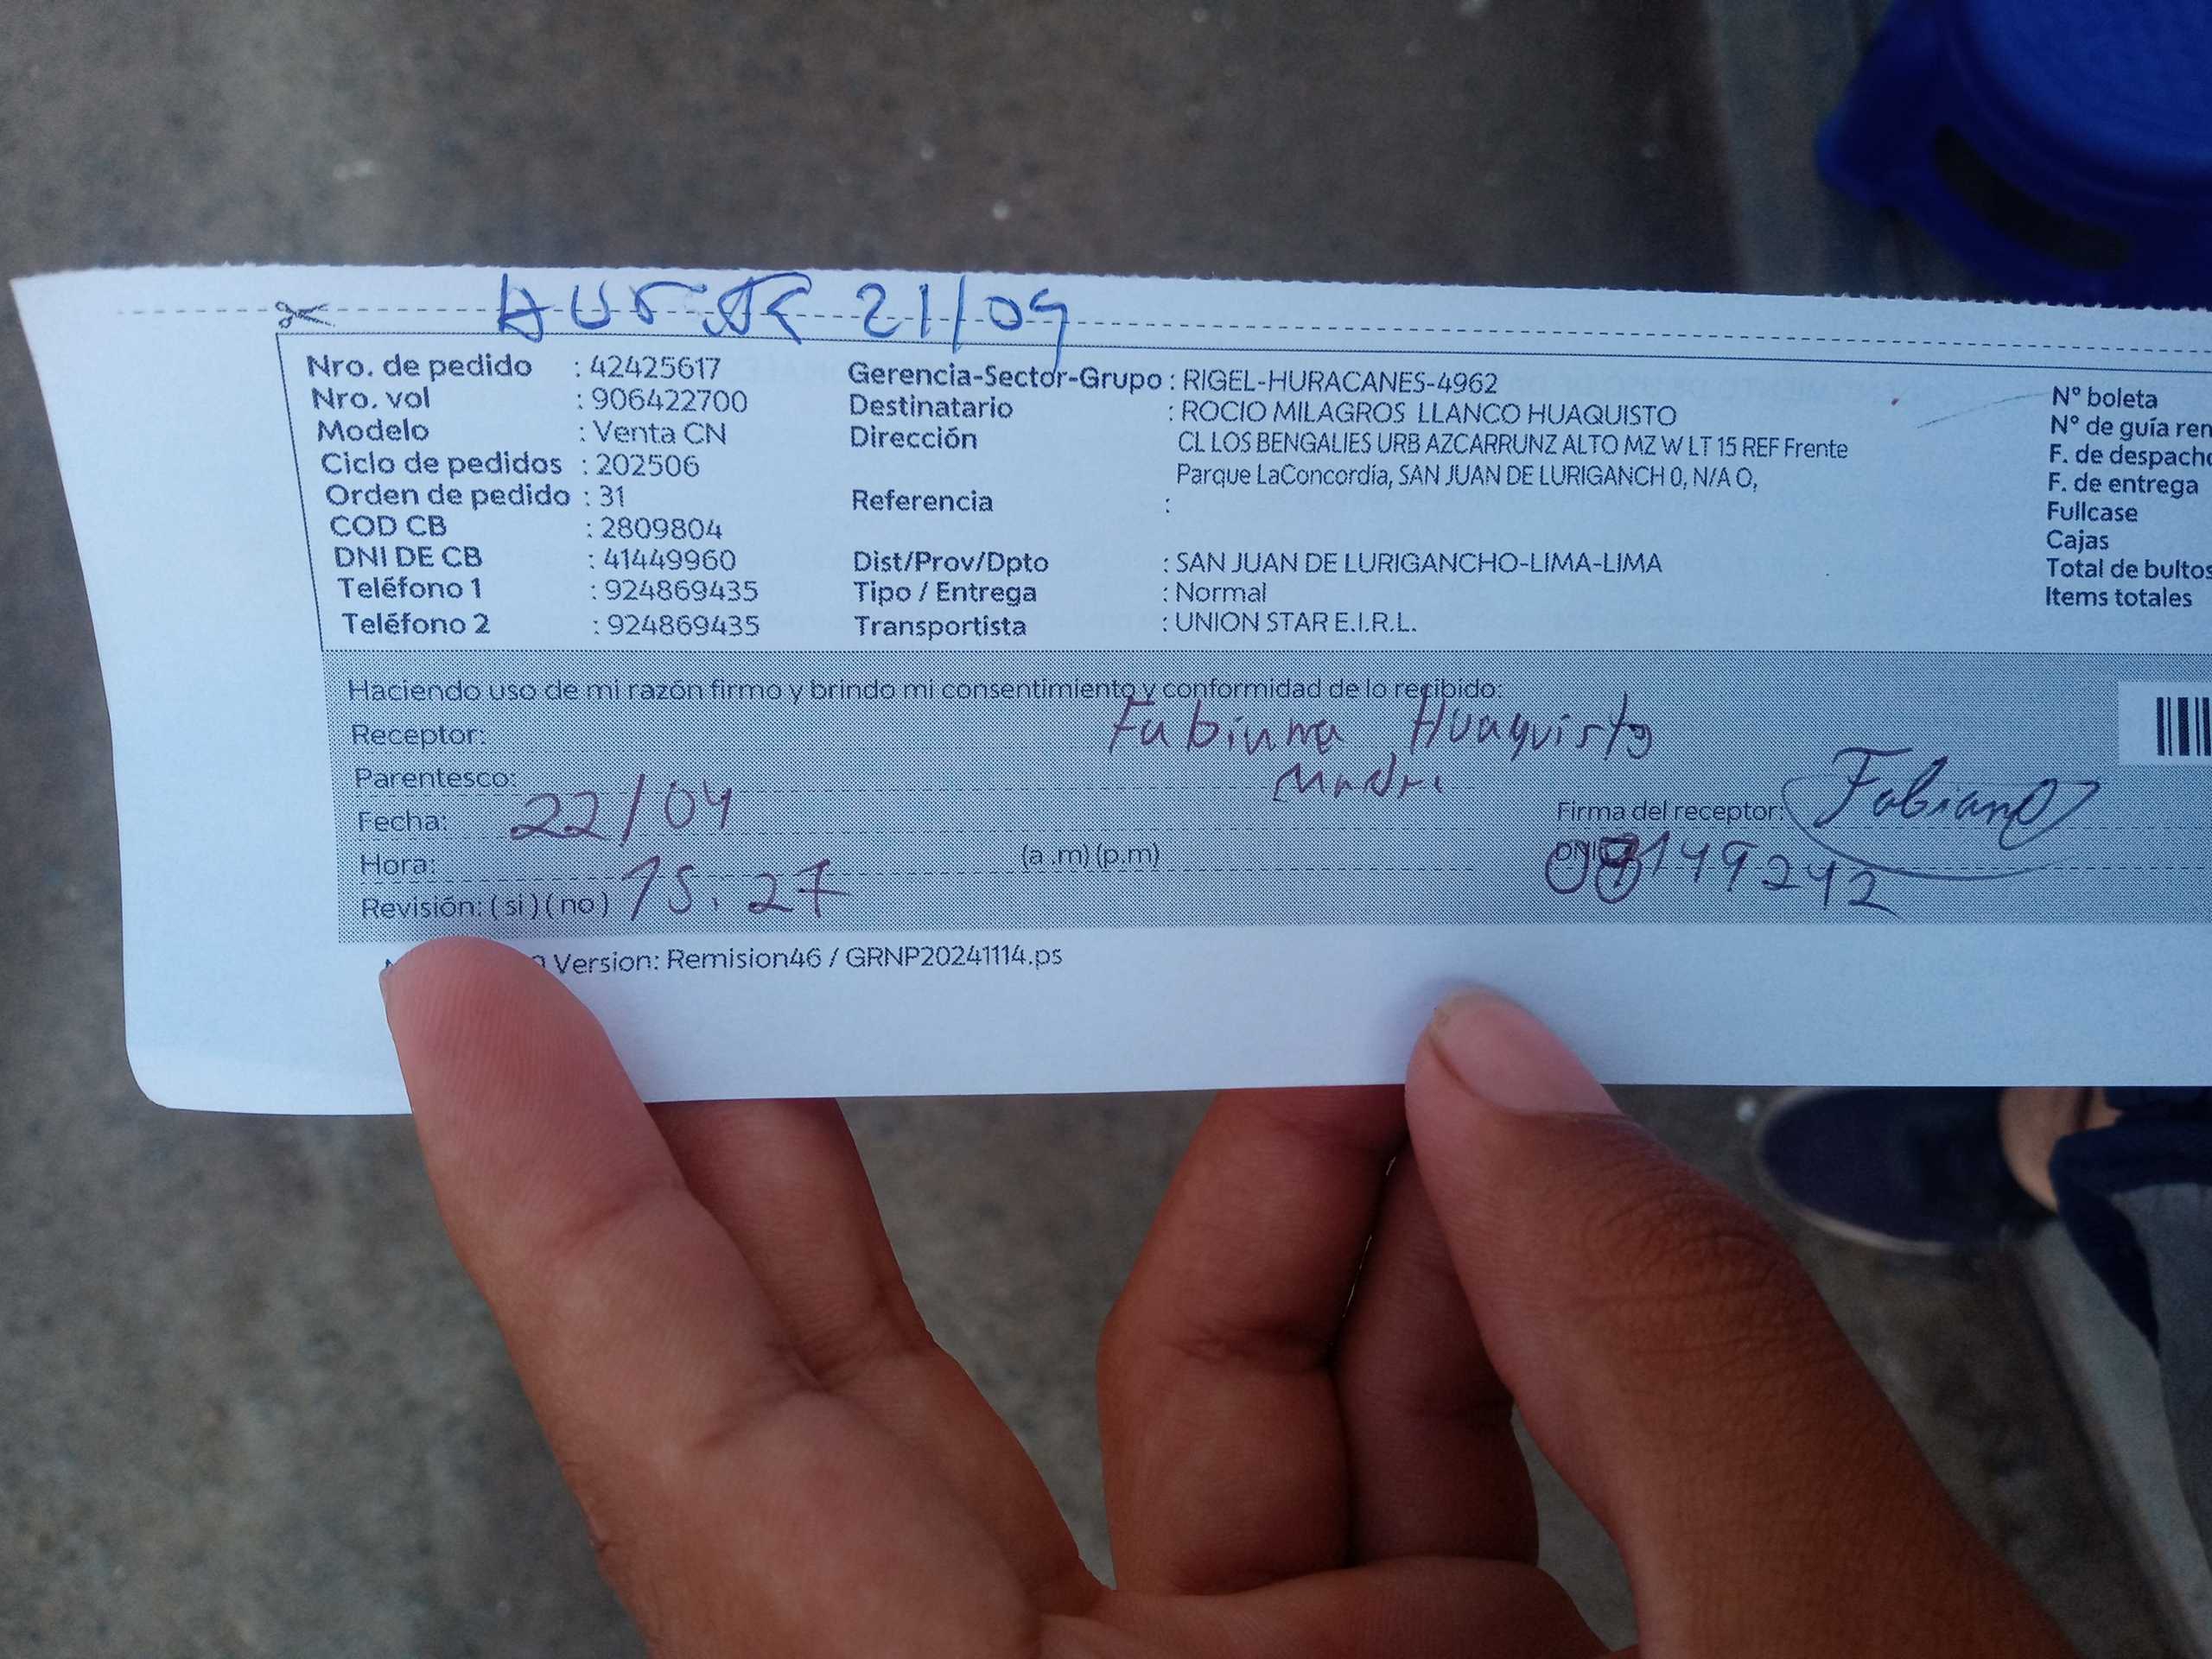 21/04
Nro. de pedido : 42425617
Nro. vol : 906422700
Modelo : Venta CN
Ciclo de pedidos : 202506
Orden de pedido : 31
COD CB : 2809804
DNI DE CB : 41449960
Teléfono 1 : 924869435
Teléfono 2 : 924869435
Gerencia-Sector-Grupo : RIGEL-HURACANES-4962
Destinatario : ROCIO MILAGROS LLANCO HUAQUISTO
Dirección CL LOS BENGALIES URB AZCARRUNZ ALTO MZ W LT 15 REF Frente
Parque LaConcordia, SAN JUAN DE LURIGANCH 0, N/A O,
Referencia :
Dist/Prov/Dpto : SAN JUAN DE LURIGANCHO-LIMA-LIMA
Tipo / Entrega : Normal
Transportista : UNION STAR E.I.R.L.
N° boleta
N° de guía rem
F. de despacho
F. de entrega
Fullcase
Cajas
Total de bultos
Items totales
Haciendo uso de mi razón firmo y brindo mi consentimiento y conformidad de lo recibido:
Receptor: Fabiana Huaquisto
Parentesco: Madre
Fecha: 22/04
Firma del receptor: Fabiana
Hora: 15:27 (a .m) (p.m)
DNI
149242
Revisión: ( si ) ( no )
Version: Remision46 / GRNP20241114.ps